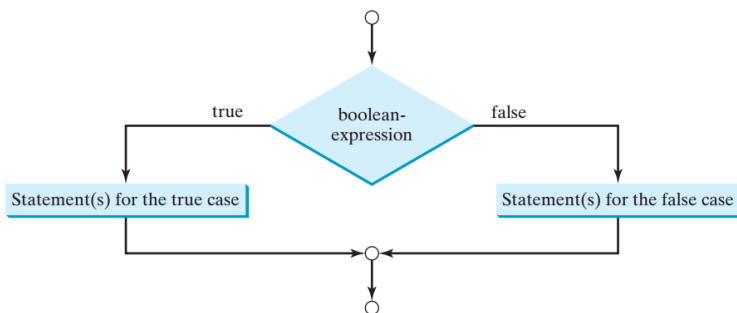 true
boolean-
expression
false
Statement(s) for the true case
Statement(s) for the false case